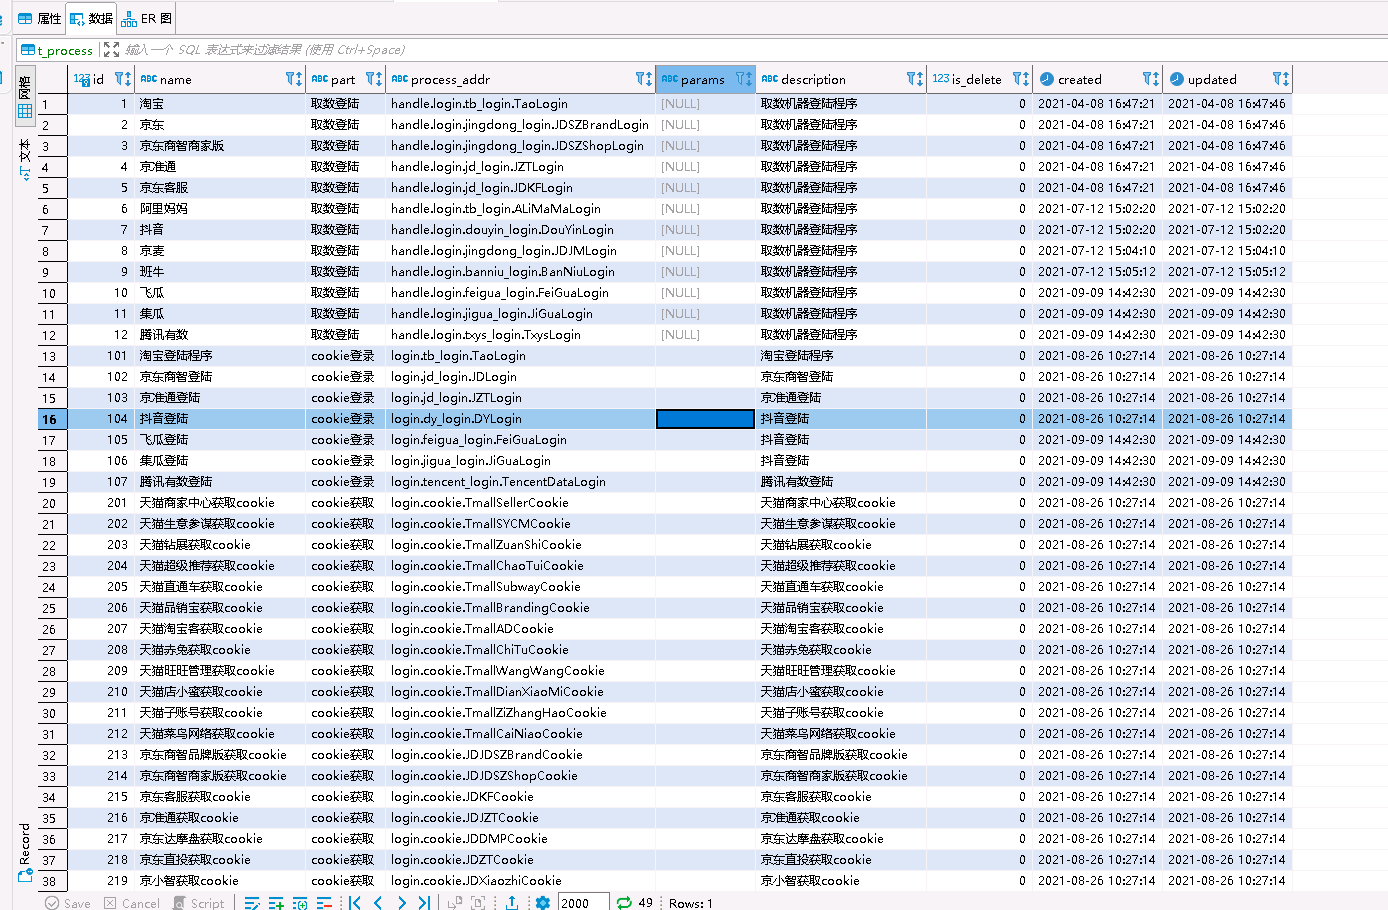 属性 数据 ER 图
t_process 输入一个 SQL 表达式来过滤结果 (使用 Ctrl+Space)
网格
文本
Record
123 id ABC name ABC part ABC process_addr ABC params ABC description 123 is_delete created updated
1 1 淘宝 取数登陆 handle.login.tb_login.TaoLogin [NULL] 取数机器登陆程序 0 2021-04-08 16:47:21 2021-04-08 16:47:46
2 2 京东 取数登陆 handle.login.jingdong_login.JDSZBrandLogin [NULL] 取数机器登陆程序 0 2021-04-08 16:47:21 2021-04-08 16:47:46
3 3 京东商智商家版 取数登陆 handle.login.jingdong_login.JDSZShopLogin [NULL] 取数机器登陆程序 0 2021-04-08 16:47:21 2021-04-08 16:47:46
4 4 京准通 取数登陆 handle.login.jd_login.JZTLogin [NULL] 取数机器登陆程序 0 2021-04-08 16:47:21 2021-04-08 16:47:46
5 5 京东客服 取数登陆 handle.login.jd_login.JDKFLogin [NULL] 取数机器登陆程序 0 2021-04-08 16:47:21 2021-04-08 16:47:46
6 6 阿里妈妈 取数登陆 handle.login.tb_login.ALiMaMaLogin [NULL] 取数机器登陆程序 0 2021-07-12 15:02:20 2021-07-12 15:02:20
7 7 抖音 取数登陆 handle.login.douyin_login.DouYinLogin [NULL] 取数机器登陆程序 0 2021-07-12 15:02:20 2021-07-12 15:02:20
8 8 京麦 取数登陆 handle.login.jingdong_login.JDJMLogin [NULL] 取数机器登陆程序 0 2021-07-12 15:04:10 2021-07-12 15:04:10
9 9 班牛 取数登陆 handle.login.banniu_login.BanNiuLogin [NULL] 取数机器登陆程序 0 2021-07-12 15:05:12 2021-07-12 15:05:12
10 10 飞瓜 取数登陆 handle.login.feigua_login.FeiGuaLogin [NULL] 取数机器登陆程序 0 2021-09-09 14:42:30 2021-09-09 14:42:30
11 11 集瓜 取数登陆 handle.login.jigua_login.JiGuaLogin [NULL] 取数机器登陆程序 0 2021-09-09 14:42:30 2021-09-09 14:42:30
12 12 腾讯有数 取数登陆 handle.login.txys_login.TxysLogin [NULL] 取数机器登陆程序 0 2021-09-09 14:42:30 2021-09-09 14:42:30
13 101 淘宝登陆程序 cookie登录 login.tb_login.TaoLogin 淘宝登陆程序 0 2021-08-26 10:27:14 2021-08-26 10:27:14
14 102 京东商智登陆 cookie登录 login.jd_login.JDLogin 京东商智登陆 0 2021-08-26 10:27:14 2021-08-26 10:27:14
15 103 京准通登陆 cookie登录 login.jd_login.JZTLogin 京准通登陆 0 2021-08-26 10:27:14 2021-08-26 10:27:14
16 104 抖音登陆 cookie登录 login.dy_login.DYLogin 抖音登陆 0 2021-08-26 10:27:14 2021-08-26 10:27:14
17 105 飞瓜登陆 cookie登录 login.feigua_login.FeiGuaLogin 抖音登陆 0 2021-09-09 14:42:30 2021-09-09 14:42:30
18 106 集瓜登陆 cookie登录 login.jigua_login.JiGuaLogin 抖音登陆 0 2021-09-09 14:42:30 2021-09-09 14:42:30
19 107 腾讯有数登陆 cookie登录 login.tencent_login.TencentDataLogin 腾讯有数登陆 0 2021-09-09 14:42:30 2021-09-09 14:42:30
20 201 天猫商家中心获取cookie cookie获取 login.cookie.TmallSellerCookie 天猫商家中心获取cookie 0 2021-08-26 10:27:14 2021-08-26 10:27:14
21 202 天猫生意参谋获取cookie cookie获取 login.cookie.TmallSYCMCookie 天猫生意参谋获取cookie 0 2021-08-26 10:27:14 2021-08-26 10:27:14
22 203 天猫钻展获取cookie cookie获取 login.cookie.TmallZuanShiCookie 天猫钻展获取cookie 0 2021-08-26 10:27:14 2021-08-26 10:27:14
23 204 天猫超级推荐获取cookie cookie获取 login.cookie.TmallChaoTuiCookie 天猫超级推荐获取cookie 0 2021-08-26 10:27:14 2021-08-26 10:27:14
24 205 天猫直通车获取cookie cookie获取 login.cookie.TmallSubwayCookie 天猫直通车获取cookie 0 2021-08-26 10:27:14 2021-08-26 10:27:14
25 206 天猫品销宝获取cookie cookie获取 login.cookie.TmallBrandingCookie 天猫品销宝获取cookie 0 2021-08-26 10:27:14 2021-08-26 10:27:14
26 207 天猫淘宝客获取cookie cookie获取 login.cookie.TmallADCookie 天猫淘宝客获取cookie 0 2021-08-26 10:27:14 2021-08-26 10:27:14
27 208 天猫赤兔获取cookie cookie获取 login.cookie.TmallChiTuCookie 天猫赤兔获取cookie 0 2021-08-26 10:27:14 2021-08-26 10:27:14
28 209 天猫旺旺管理获取cookie cookie获取 login.cookie.TmallWangWangCookie 天猫旺旺管理获取cookie 0 2021-08-26 10:27:14 2021-08-26 10:27:14
29 210 天猫店小蜜获取cookie cookie获取 login.cookie.TmallDianXiaoMiCookie 天猫店小蜜获取cookie 0 2021-08-26 10:27:14 2021-08-26 10:27:14
30 211 天猫子账号获取cookie cookie获取 login.cookie.TmallZiZhangHaoCookie 天猫子账号获取cookie 0 2021-08-26 10:27:14 2021-08-26 10:27:14
31 212 天猫菜鸟网络获取cookie cookie获取 login.cookie.TmallCaiNiaoCookie 天猫菜鸟网络获取cookie 0 2021-08-26 10:27:14 2021-08-26 10:27:14
32 213 京东商智品牌版获取cookie cookie获取 login.cookie.JDJDSZBrandCookie 京东商智品牌版获取cookie 0 2021-08-26 10:27:14 2021-08-26 10:27:14
33 214 京东商智商家版获取cookie cookie获取 login.cookie.JDJDSZShopCookie 京东商智商家版获取cookie 0 2021-08-26 10:27:14 2021-08-26 10:27:14
34 215 京东客服获取cookie cookie获取 login.cookie.JDKFCookie 京东客服获取cookie 0 2021-08-26 10:27:14 2021-08-26 10:27:14
35 216 京准通获取cookie cookie获取 login.cookie.JDJZTCookie 京准通获取cookie 0 2021-08-26 10:27:14 2021-08-26 10:27:14
36 217 京东达摩盘获取cookie cookie获取 login.cookie.JDDMPCookie 京东达摩盘获取cookie 0 2021-08-26 10:27:14 2021-08-26 10:27:14
37 218 京东直投获取cookie cookie获取 login.cookie.JDZTCookie 京东直投获取cookie 0 2021-08-26 10:27:14 2021-08-26 10:27:14
38 219 京小智获取cookie cookie获取 login.cookie.JDXiaozhiCookie 京小智获取cookie 0 2021-08-26 10:27:14 2021-08-26 10:27:14
Save Cancel Script 2000 49 Rows: 1